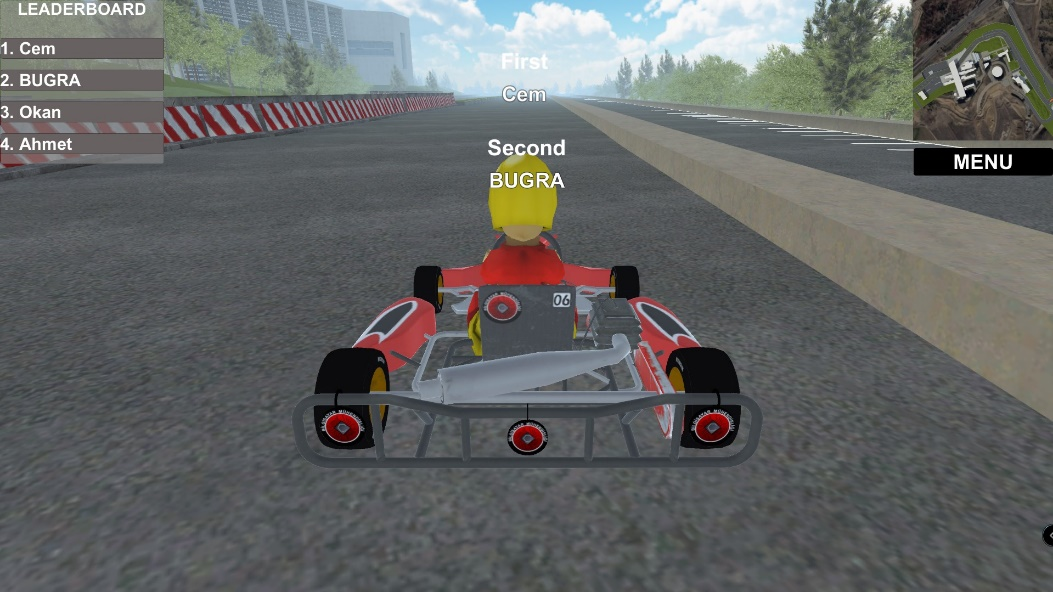 LEADERBOARD
1. Cem
2. BUGRA
3. Okan
4. Ahmet
First
Cem
Second
BUGRA
MENU
06